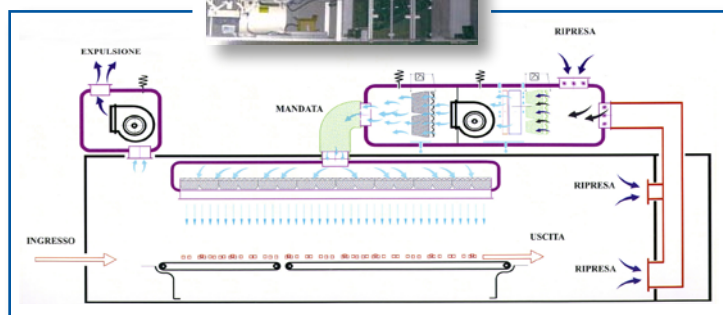 EXPULSIONE
RIPRESA
MANDATA
RIPRESA
INGRESSO
USCITA
RIPRESA